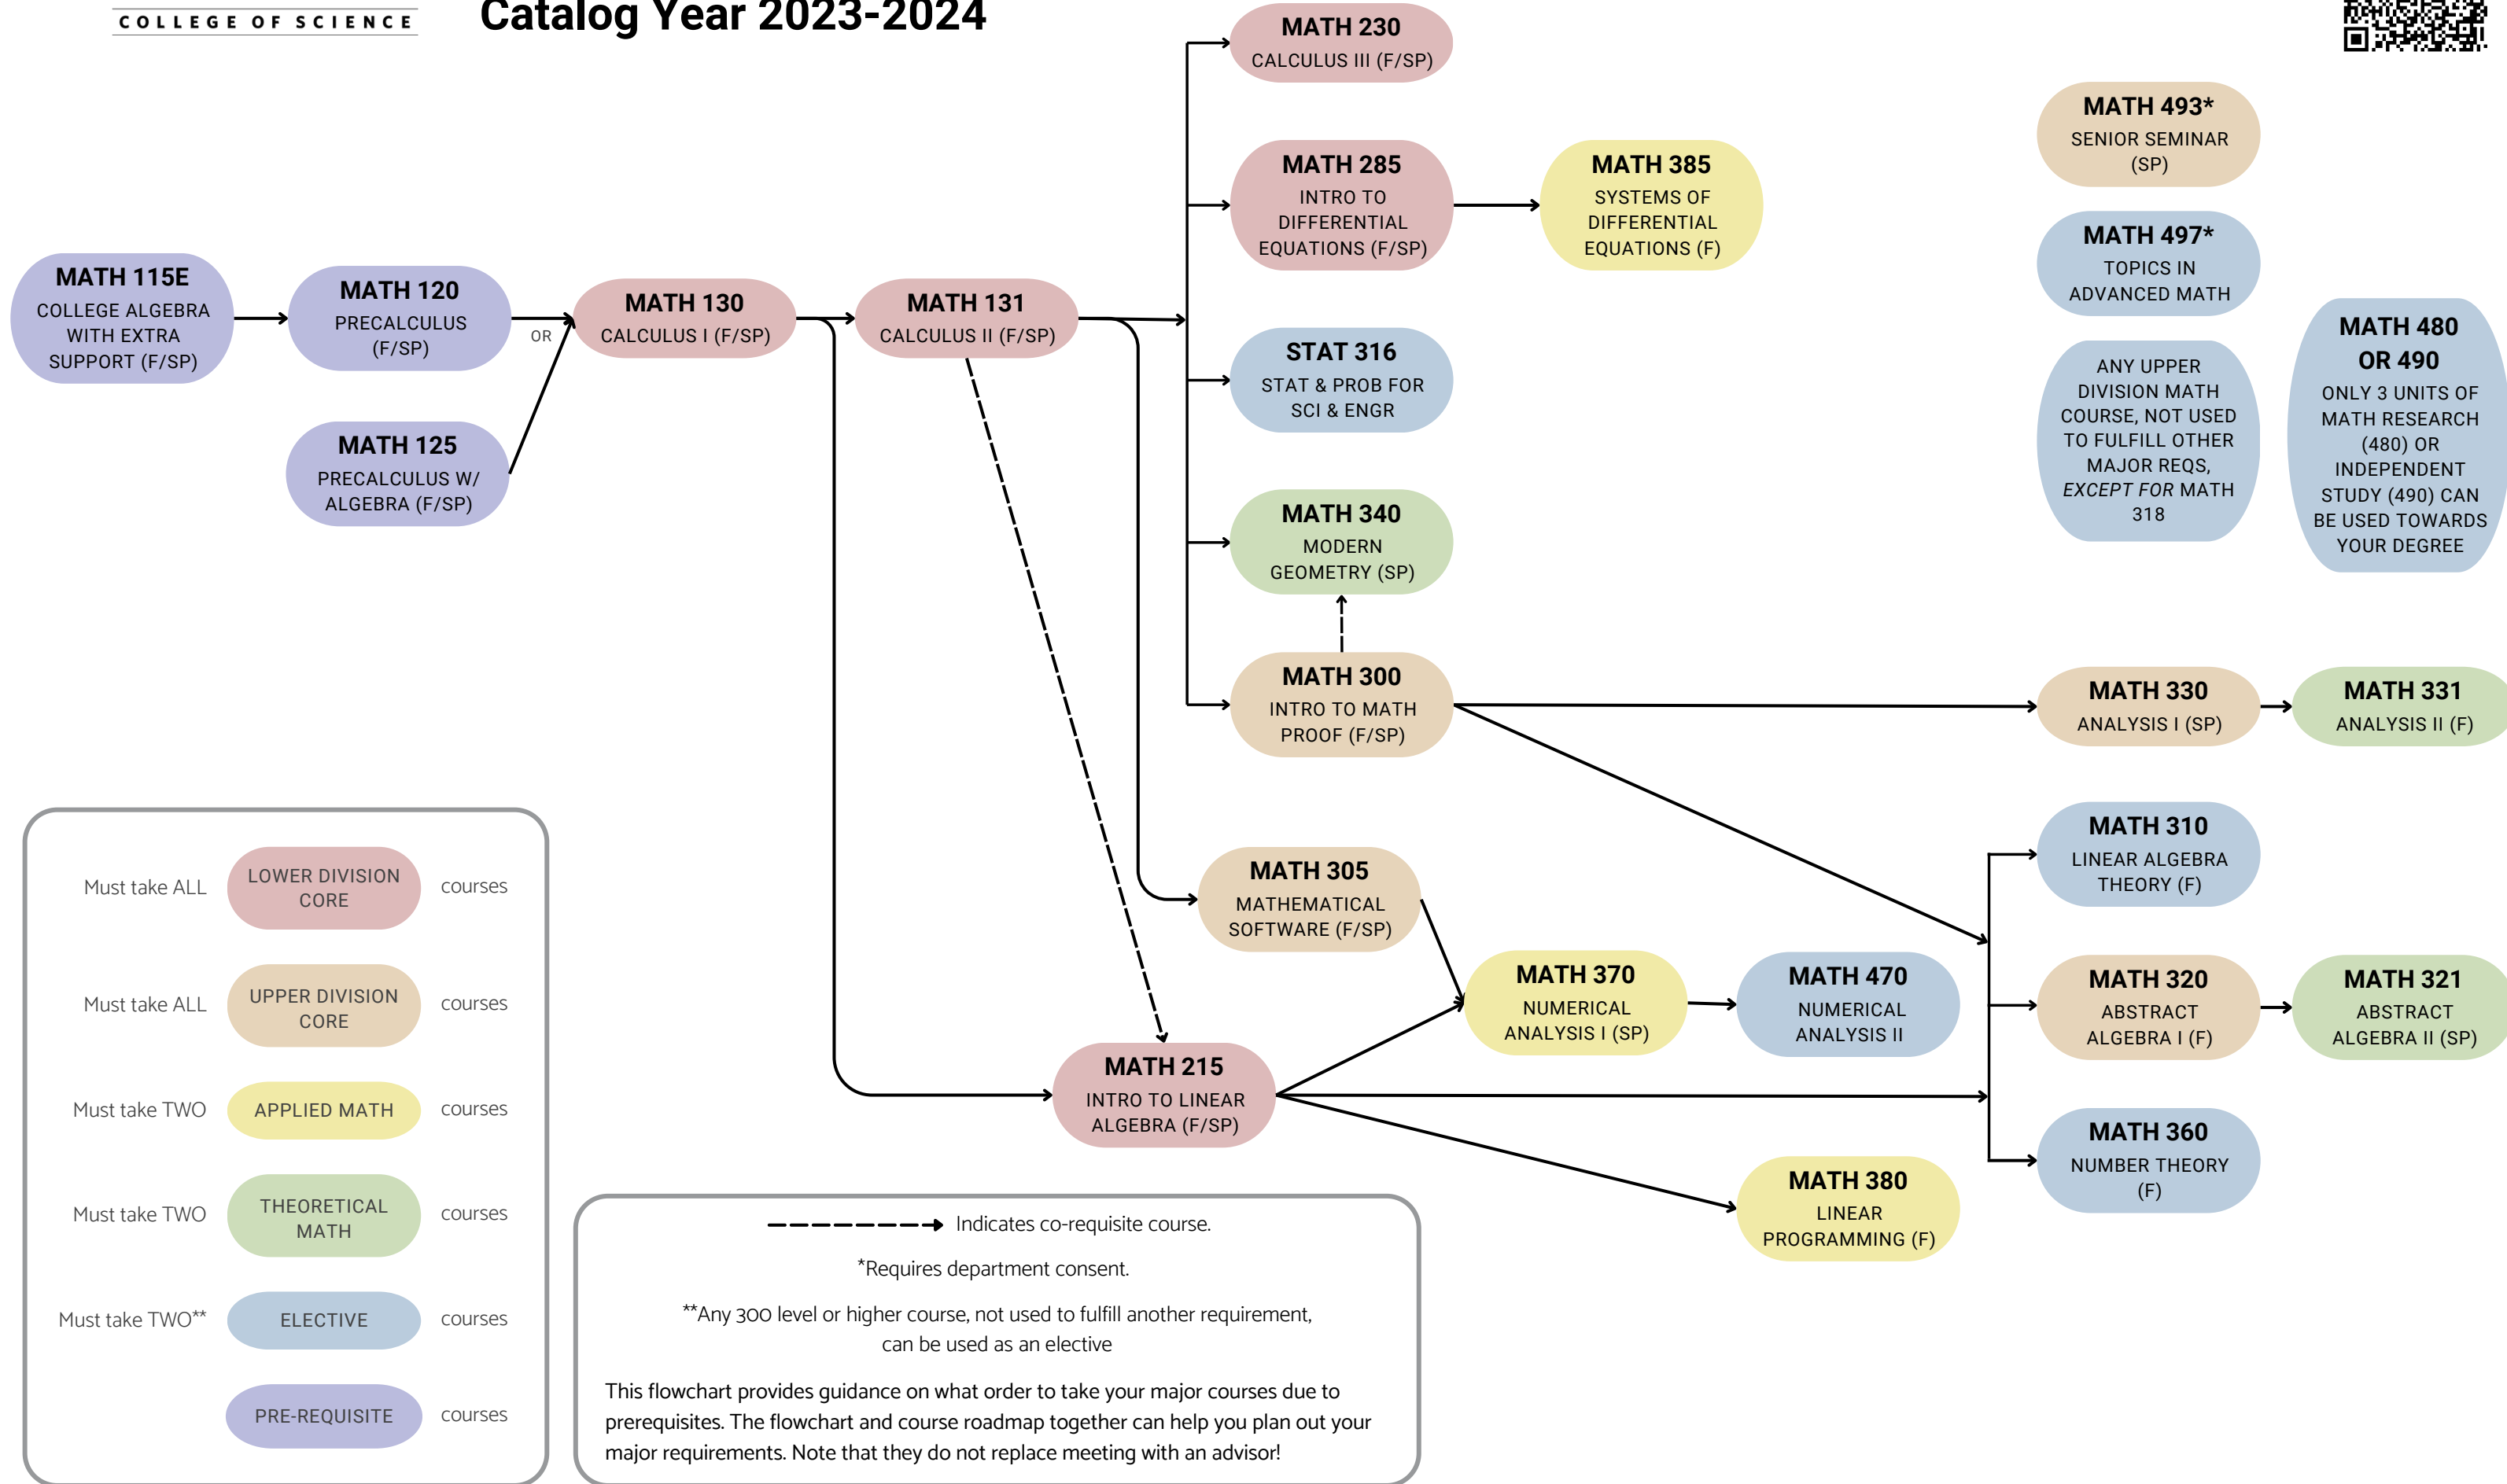 COLLEGE OF SCIENCE
Catalog Year 2023-2024
MATH 230
CALCULUS III (F/SP)
MATH 285
INTRO TO
DIFFERENTIAL
EQUATIONS (F/SP)
MATH 385
SYSTEMS OF
DIFFERENTIAL
EQUATIONS (F)
MATH 493*
SENIOR SEMINAR
(SP)
MATH 497*
TOPICS IN
ADVANCED MATH
MATH 115E
COLLEGE ALGEBRA
WITH EXTRA
SUPPORT (F/SP)
MATH 120
PRECALCULUS
(F/SP)
OR
MATH 125
PRECALCULUS W/
ALGEBRA (F/SP)
MATH 130
CALCULUS I (F/SP)
MATH 131
CALCULUS II (F/SP)
STAT 316
STAT & PROB FOR
SCI & ENGR
ANY UPPER
DIVISION MATH
COURSE, NOT USED
TO FULFILL OTHER
MAJOR REQS,
EXCEPT FOR MATH
318
MATH 480
OR 490
ONLY 3 UNITS OF
MATH RESEARCH
(480) OR
INDEPENDENT
STUDY (490) CAN
BE USED TOWARDS
YOUR DEGREE
MATH 340
MODERN
GEOMETRY (SP)
MATH 300
INTRO TO MATH
PROOF (F/SP)
MATH 330
ANALYSIS I (SP)
MATH 331
ANALYSIS II (F)
MATH 305
MATHEMATICAL
SOFTWARE (F/SP)
MATH 310
LINEAR ALGEBRA
THEORY (F)
MATH 370
NUMERICAL
ANALYSIS I (SP)
MATH 470
NUMERICAL
ANALYSIS II
MATH 320
ABSTRACT
ALGEBRA I (F)
MATH 321
ABSTRACT
ALGEBRA II (SP)
MATH 215
INTRO TO LINEAR
ALGEBRA (F/SP)
MATH 360
NUMBER THEORY
(F)
MATH 380
LINEAR
PROGRAMMING (F)
Must take ALL
LOWER DIVISION
CORE
courses
Must take ALL
UPPER DIVISION
CORE
courses
Must take TWO
APPLIED MATH
courses
Must take TWO
THEORETICAL
MATH
courses
Must take TWO**
ELECTIVE
courses
PRE-REQUISITE
courses
Indicates co-requisite course.
*Requires department consent.
**Any 300 level or higher course, not used to fulfill another requirement,
can be used as an elective
This flowchart provides guidance on what order to take your major courses due to
prerequisites. The flowchart and course roadmap together can help you plan out your
major requirements. Note that they do not replace meeting with an advisor!